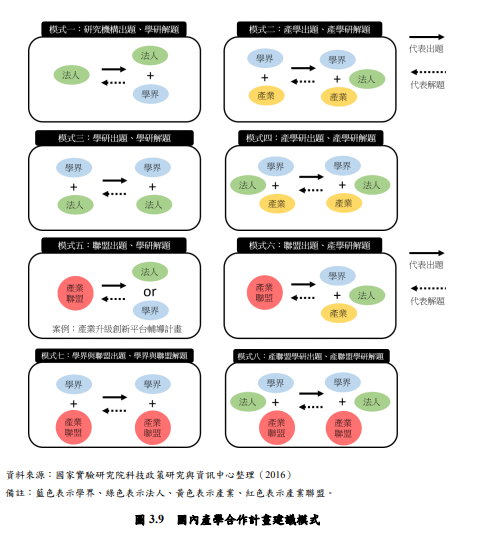 模式一：研究機構出題、學研解題
模式二：產學出題、產學研解題
法人
法人
+
學界
學界
+
產業
學界
+
法人
產業
代表出題
代表解題
模式三：學研出題、學研解題
模式四：產學研出題、產學研解題
學界
+
法人
學界
+
法人
學界
法人
+
產業
學界
+
法人
產業
模式五：聯盟出題、學研解題
模式六：聯盟出題、產學研解題
產業
聯盟
法人
or
學界
案例：產業升級創新平台輔導計畫
產業
聯盟
學界
+
法人
產業
代表出題
代表解題
模式七：學界與聯盟出題、學界與聯盟解題
模式八：產聯盟學研出題、產聯盟學研解題
學界
+
產業
聯盟
學界
+
產業
聯盟
學界
法人
+
產業
聯盟
學界
+
法人
產業
聯盟
資料來源：國家實驗研究院科技政策研究與資訊中心整理（2016）
備註：藍色表示學界、綠色表示法人、黃色表示產業、紅色表示產業聯盟。
圖 3.9 國內產學合作計畫建議模式